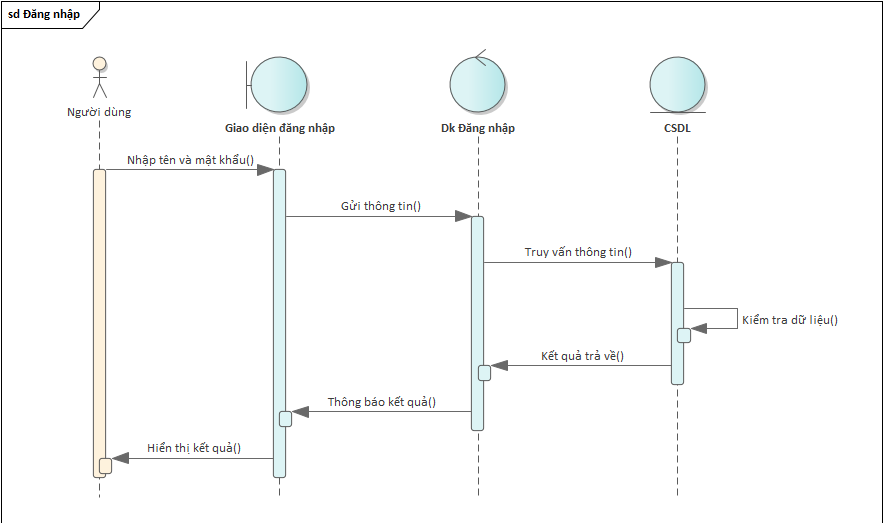 sd Đăng nhập
Người dùng
Giao diện đăng nhập
Dk Đăng nhập
CSDL
Nhập tên và mật khẩu()
Gửi thông tin()
Truy vấn thông tin()
Kiểm tra dữ liệu()
Kết quả trả về()
Thông báo kết quả()
Hiển thị kết quả()